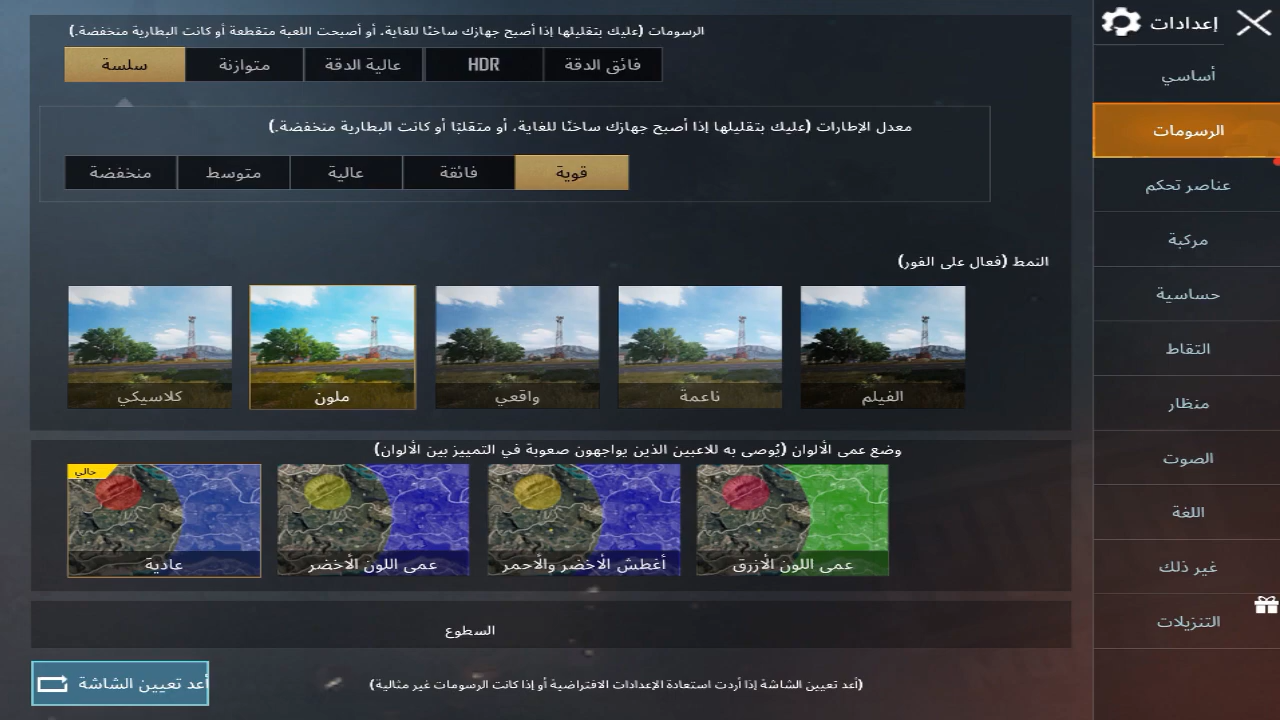 إعدادات
أساسي
الرسومات
عناصر تحكم
مركبة
حساسية
التقاط
منظار
الصوت
اللغة
غير ذلك
التنزيلات
الرسومات (عليك بتقليلها إذا أصبح جهازك ساخنًا للغاية، أو أصبحت اللعبة متقطعة أو كانت البطارية منخفضة.)
سلسة متوازنة عالية الدقة HDR فائق الدقة
معدل الإطارات (عليك بتقليلها إذا أصبح جهازك ساخنًا للغاية، أو متقلبًا أو كانت البطارية منخفضة.)
منخفضة متوسط عالية فائقة قوية
النمط (فعال على الفور)
كلاسيكي ملون واقعي ناعمة الفيلم
وضع عمى الألوان (يُوصى به للاعبين الذين يواجهون صعوبة في التمييز بين الألوان)
حالي
عادية عمى اللون الأخضر أغطش الأخضر والأحمر عمى اللون الأزرق
السطوع
أعد تعيين الشاشة
(أعد تعيين الشاشة إذا أردت استعادة الإعدادات الافتراضية أو إذا كانت الرسومات غير مثالية)